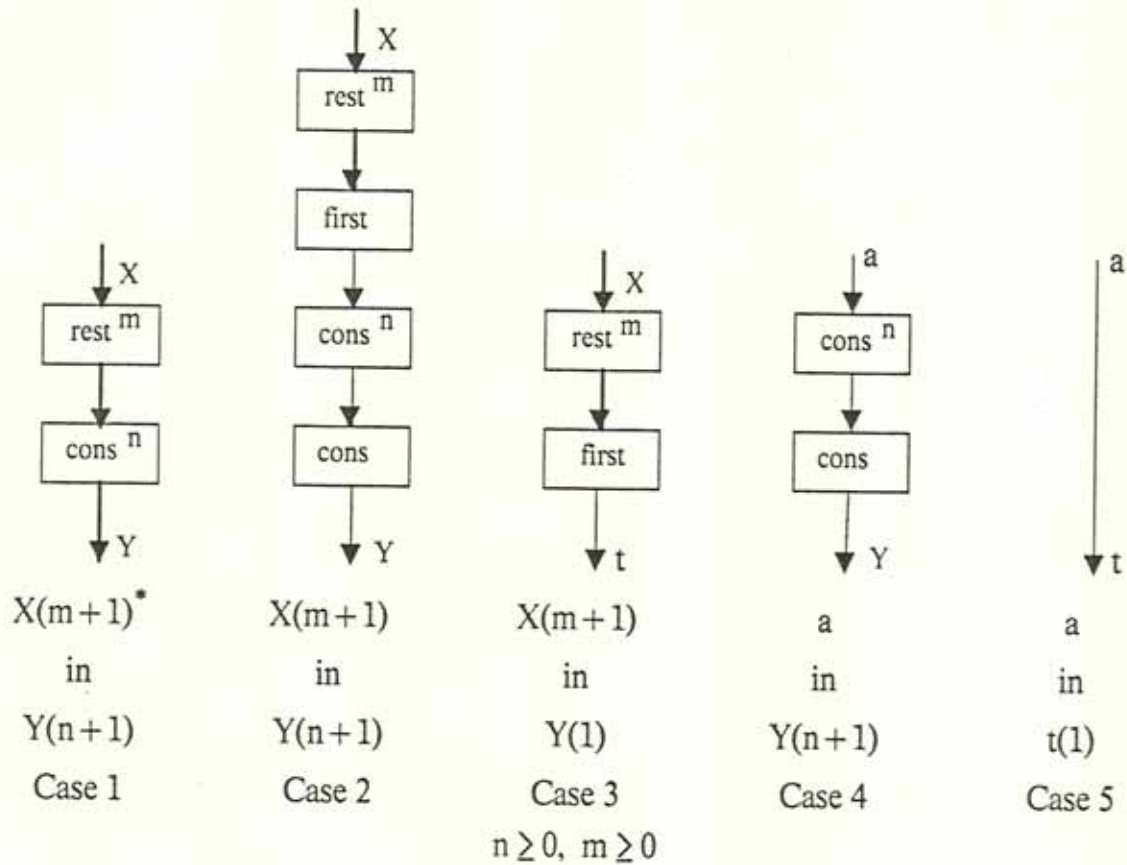 X
rest m
first
cons n
cons
Y
X(m+1)
in
Y(n+1)
Case 2
X
rest m
cons n
Y
X(m+1)*
in
Y(n+1)
Case 1
X
rest m
first
t
X(m+1)
in
Y(1)
Case 3
a
cons n
cons
Y
a
in
Y(n+1)
Case 4
a
t
a
in
t(1)
Case 5
n ≥ 0, m ≥ 0